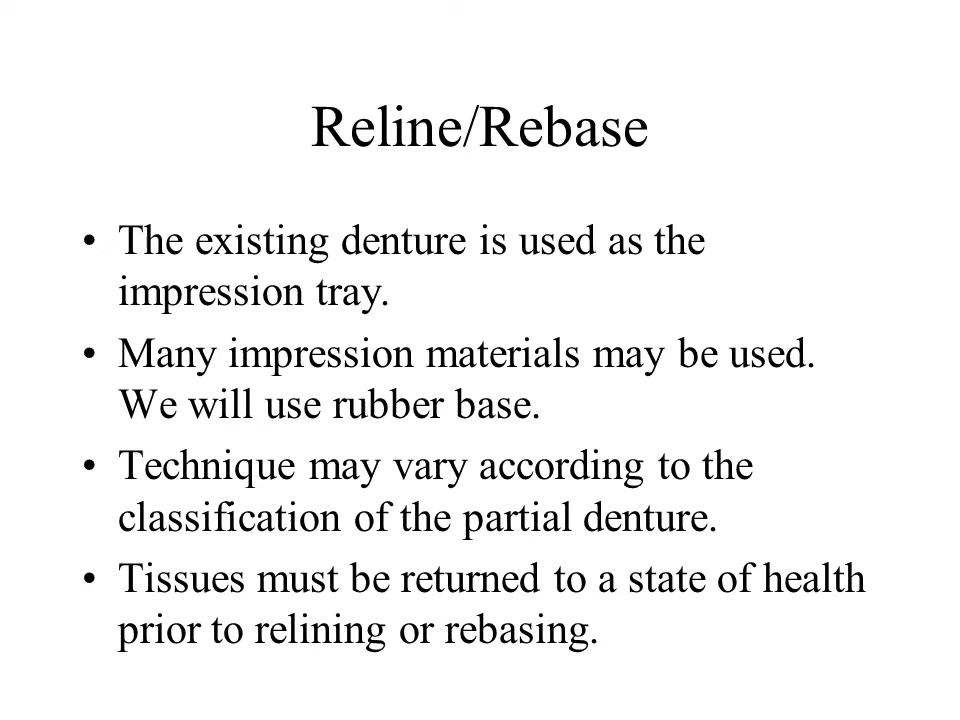 Reline/Rebase
• The existing denture is used as the
impression tray.
• Many impression materials may be used.
We will use rubber base.
• Technique may vary according to the
classification of the partial denture.
• Tissues must be returned to a state of health
prior to relining or rebasing.